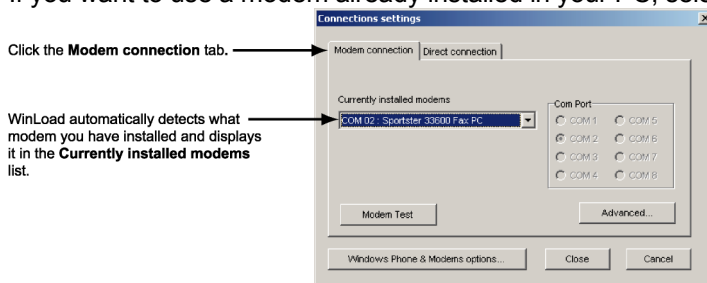 If you want to use a modem already installed in your PC, sele
Connections settings
Click the Modem connection tab.
Modem connection
Direct connection
Currently installed modems
COM 02 : Sportster 33600 Fax PC
Com Port
COM 1
COM 5
COM 2
COM 6
COM 3
COM 7
COM 4
COM 8
WinLoad automatically detects what
modem you have installed and displays
it in the Currently installed modems
list.
Modem Test
Advanced...
Windows Phone & Modems options...
Close
Cancel